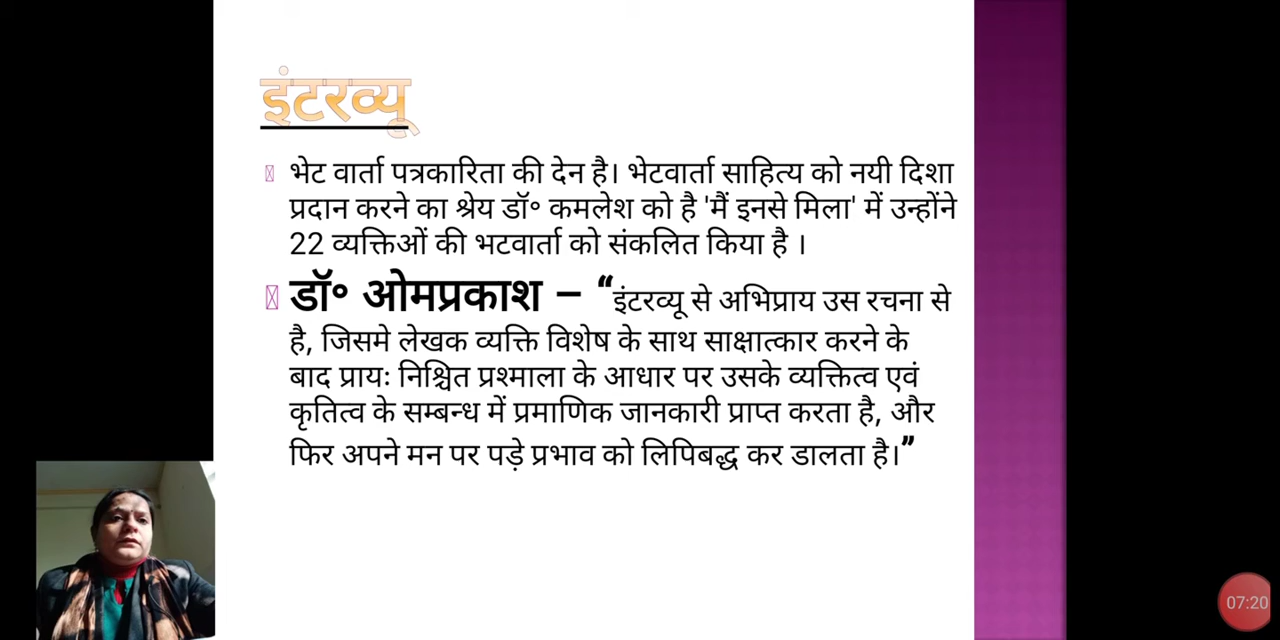 इंटरव्यू
भेट वार्ता पत्रकारिता की देन है। भेटवार्ता साहित्य को नयी दिशा
प्रदान करने का श्रेय डॉ॰ कमलेश को है 'मैं इनसे मिला' में उन्होंने
22 व्यक्तिओं की भटवार्ता को संकलित किया है ।
डॉ॰ ओमप्रकाश – “इंटरव्यू से अभिप्राय उस रचना से
है, जिसमे लेखक व्यक्ति विशेष के साथ साक्षात्कार करने के
बाद प्रायः निश्चित प्रश्माला के आधार पर उसके व्यक्तित्व एवं
कृतित्व के सम्बन्ध में प्रमाणिक जानकारी प्राप्त करता है, और
फिर अपने मन पर पड़े प्रभाव को लिपिबद्ध कर डालता है।”
07:20